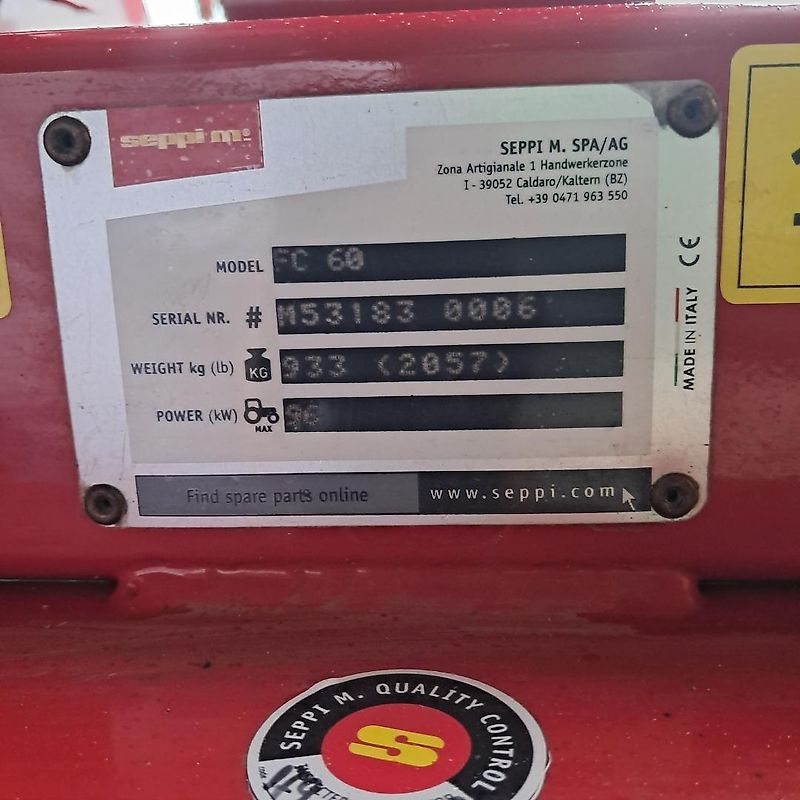 seppi m
SEPPI M. SPA/AG
Zona Artigianale 1 Handwerkerzone
I - 39052 Caldaro/Kaltern (BZ)
Tel. +39 0471 963 550
MODEL FC 60
SERIAL NR. # M53183 0006
WEIGHT kg (lb) KG 933 (2057)
POWER (kW) MAX 96
MADE IN ITALY CE
Find spare parts online www.seppi.com
SEPPI M. QUALITY CONTROL
S